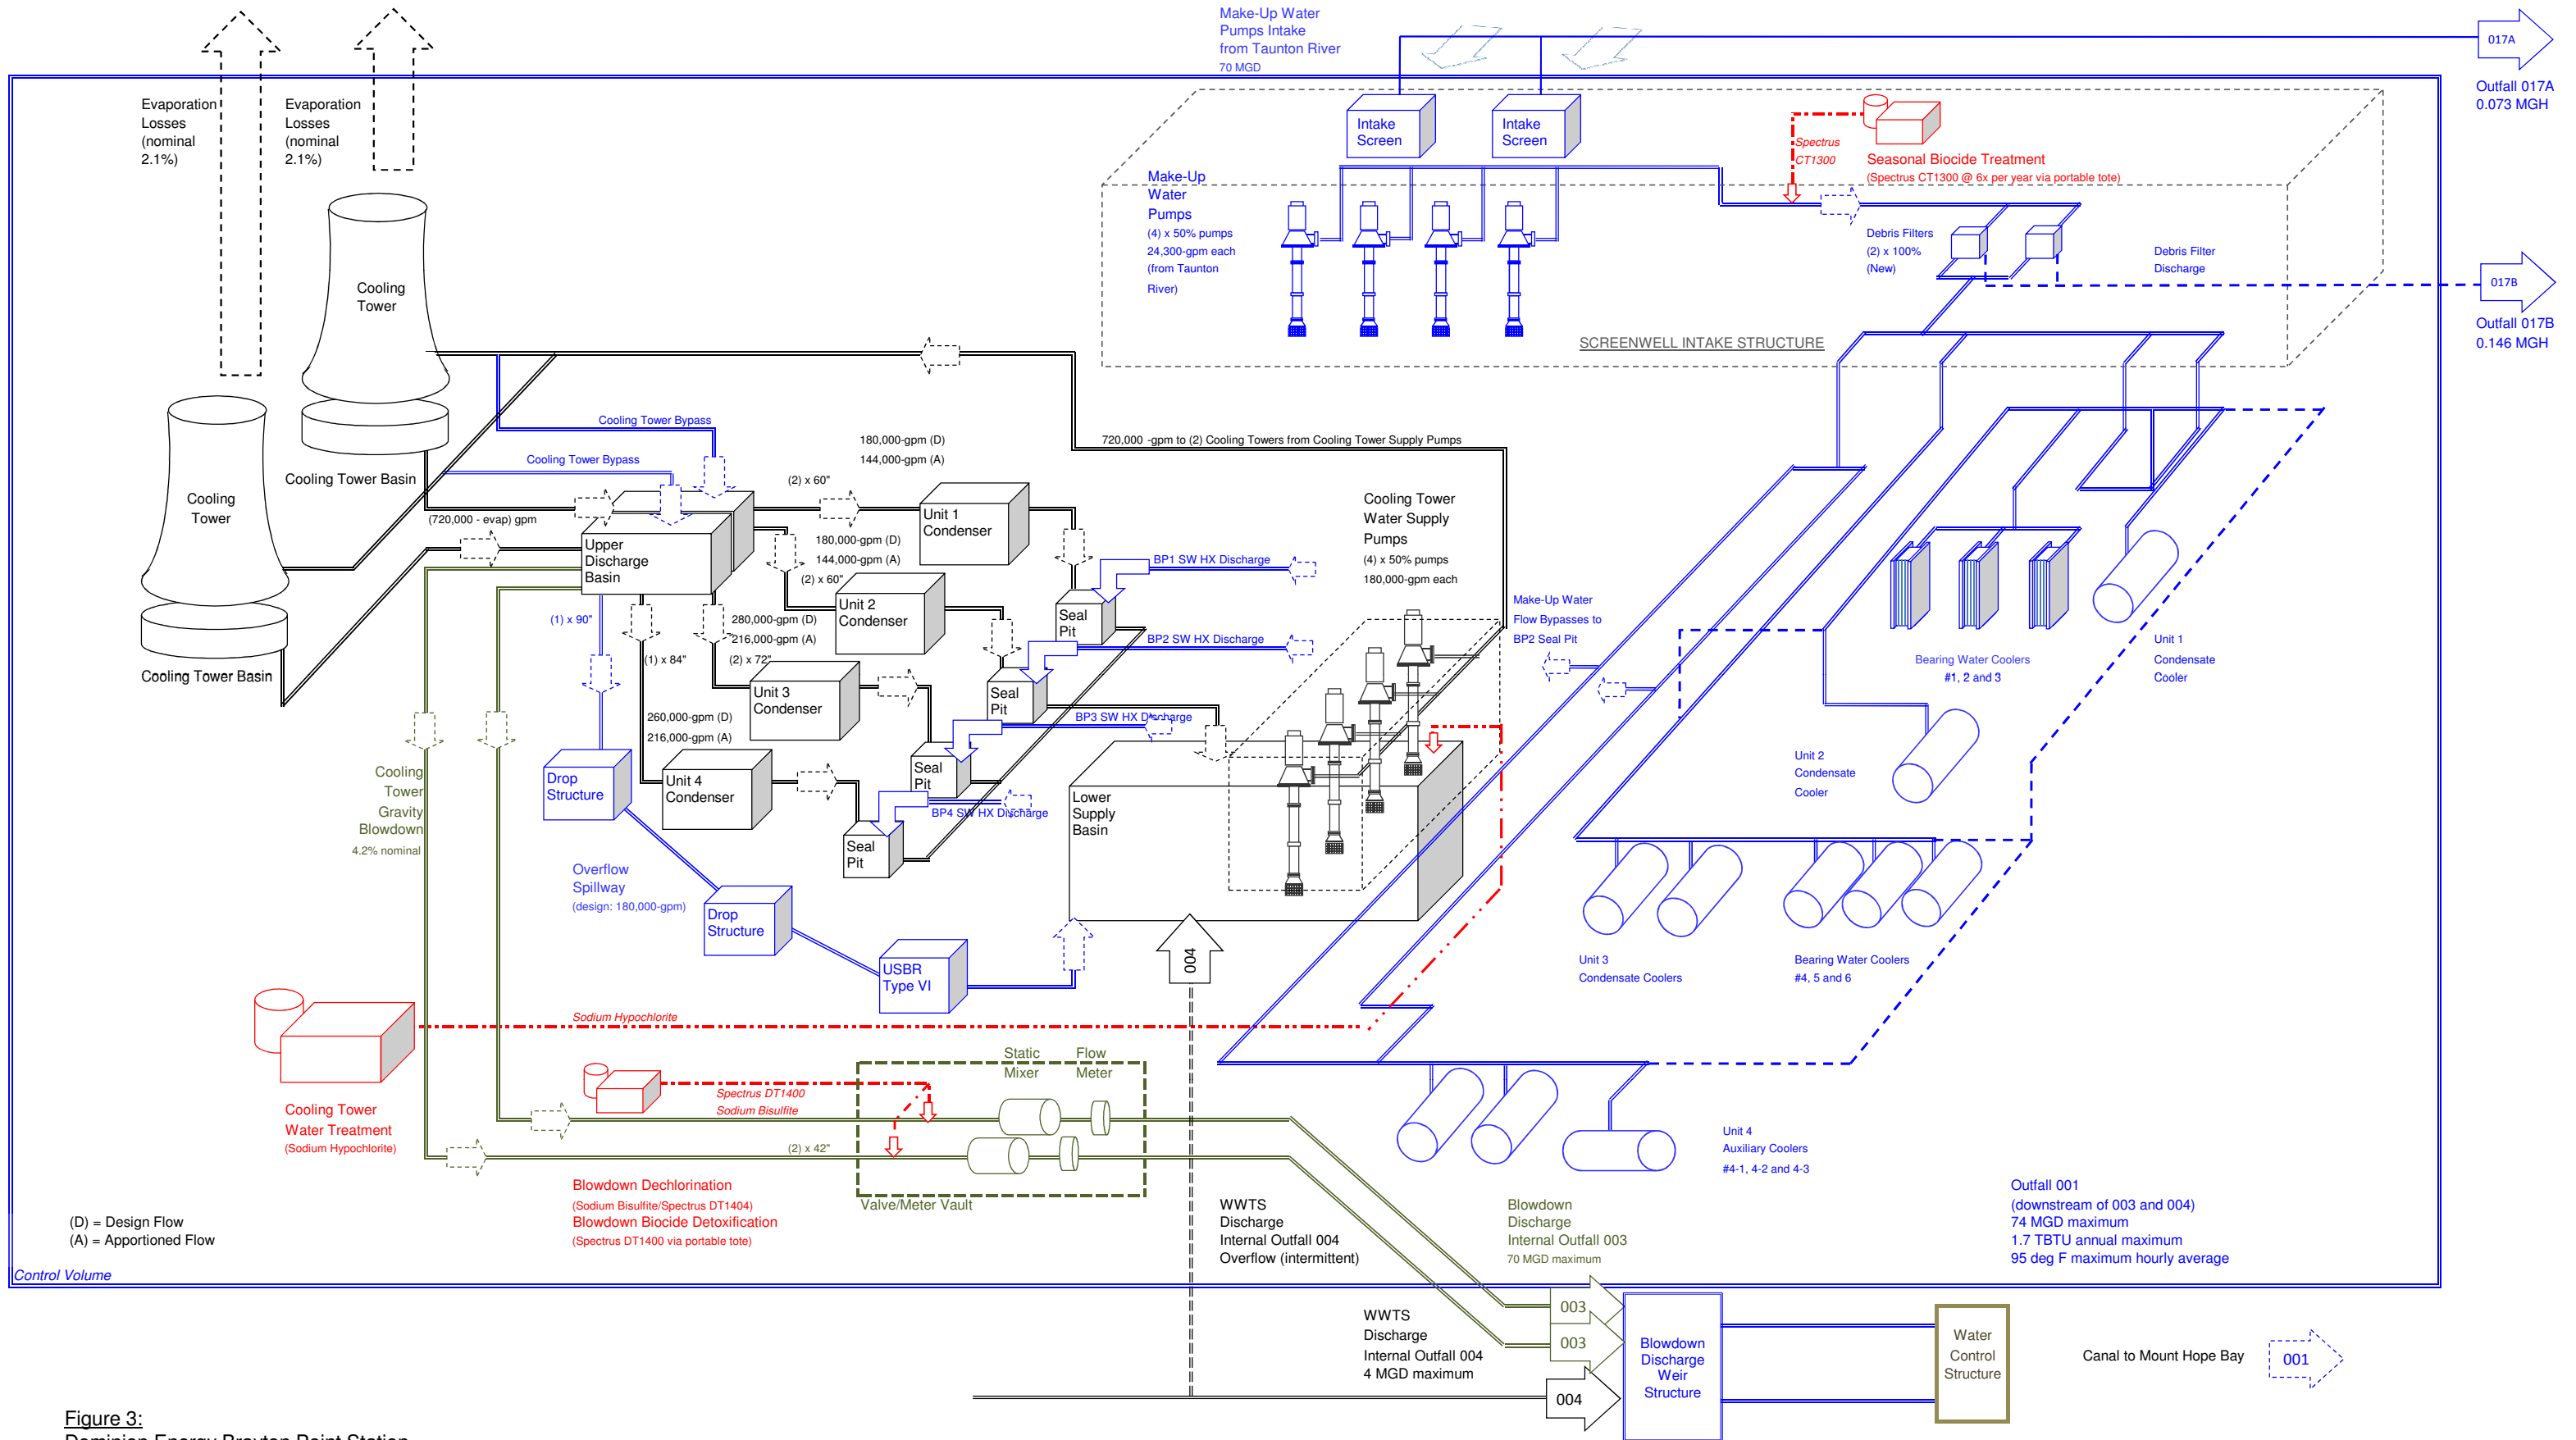 Make-Up Water
Pumps Intake
from Taunton River
70 MGD
017A
Outfall 017A
0.073 MGH
Evaporation
Losses
(nominal
2.1%)
Evaporation
Losses
(nominal
2.1%)
Intake
Screen
Intake
Screen
Spectrus
CT1300
Seasonal Biocide Treatment
(Spectrus CT1300 @ 6x per year via portable tote)
Make-Up
Water
Pumps
(4) x 50% pumps
24,300-gpm each
(from Taunton
River)
Debris Filters
(2) x 100%
(New)
Debris Filter
Discharge
017B
Outfall 017B
0.146 MGH
SCREENWELL INTAKE STRUCTURE
Cooling
Tower
Cooling Tower Basin
Cooling
Tower
Cooling Tower Basin
Cooling Tower Bypass
Cooling Tower Bypass
(720,000 - evap) gpm
180,000-gpm (D)
144,000-gpm (A)
(2) x 60"
720,000 -gpm to (2) Cooling Towers from Cooling Tower Supply Pumps
Unit 1
Condenser
Upper
Discharge
Basin
180,000-gpm (D)
144,000-gpm (A)
(2) x 60"
Unit 2
Condenser
Cooling Tower
Water Supply
Pumps
(4) x 50% pumps
180,000-gpm each
BP1 SW HX Discharge
Seal
Pit
BP2 SW HX Discharge
Seal
Pit
BP3 SW HX Discharge
Seal
Pit
BP4 SW HX Discharge
Seal
Pit
(1) x 90"
280,000-gpm (D)
216,000-gpm (A)
(1) x 84"
(2) x 72"
Unit 3
Condenser
260,000-gpm (D)
216,000-gpm (A)
Unit 4
Condenser
Make-Up Water
Flow Bypasses to
BP2 Seal Pit
Bearing Water Coolers
#1, 2 and 3
Unit 1
Condensate
Cooler
Unit 2
Condensate
Cooler
Drop
Structure
Cooling
Tower
Gravity
Blowdown
4.2% nominal
Lower
Supply
Basin
Overflow
Spillway
(design: 180,000-gpm)
Drop
Structure
USBR
Type VI
004
Unit 3
Condensate Coolers
Bearing Water Coolers
#4, 5 and 6
Sodium Hypochlorite
Cooling Tower
Water Treatment
(Sodium Hypochlorite)
Static
Mixer
Flow
Meter
Spectrus DT1400
Sodium Bisulfite
(2) x 42"
Valve/Meter Vault
Unit 4
Auxiliary Coolers
#4-1, 4-2 and 4-3
Blowdown Dechlorination
(Sodium Bisulfite/Spectrus DT1404)
Blowdown Biocide Detoxification
(Spectrus DT1400 via portable tote)
(D) = Design Flow
(A) = Apportioned Flow
WWTS
Discharge
Internal Outfall 004
Overflow (intermittent)
Blowdown
Discharge
Internal Outfall 003
70 MGD maximum
Outfall 001
(downstream of 003 and 004)
74 MGD maximum
1.7 TBTU annual maximum
95 deg F maximum hourly average
Control Volume
WWTS
Discharge
Internal Outfall 004
4 MGD maximum
003
003
004
Blowdown
Discharge
Weir
Structure
Water
Control
Structure
Canal to Mount Hope Bay
001
Figure 3:
Dominion Energy Brayton Point Station